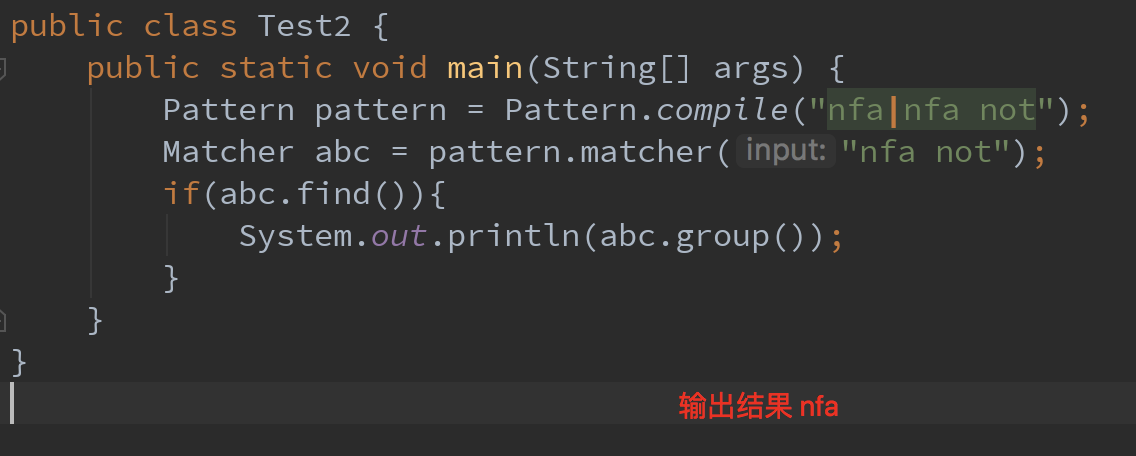 public class Test2 {
public static void main(String[] args) {
Pattern pattern = Pattern.compile("nfa|nfa not");
Matcher abc = pattern.matcher( input: "nfa not");
if(abc.find()){
System.out.println(abc.group());
}
}
}
输出结果 nfa